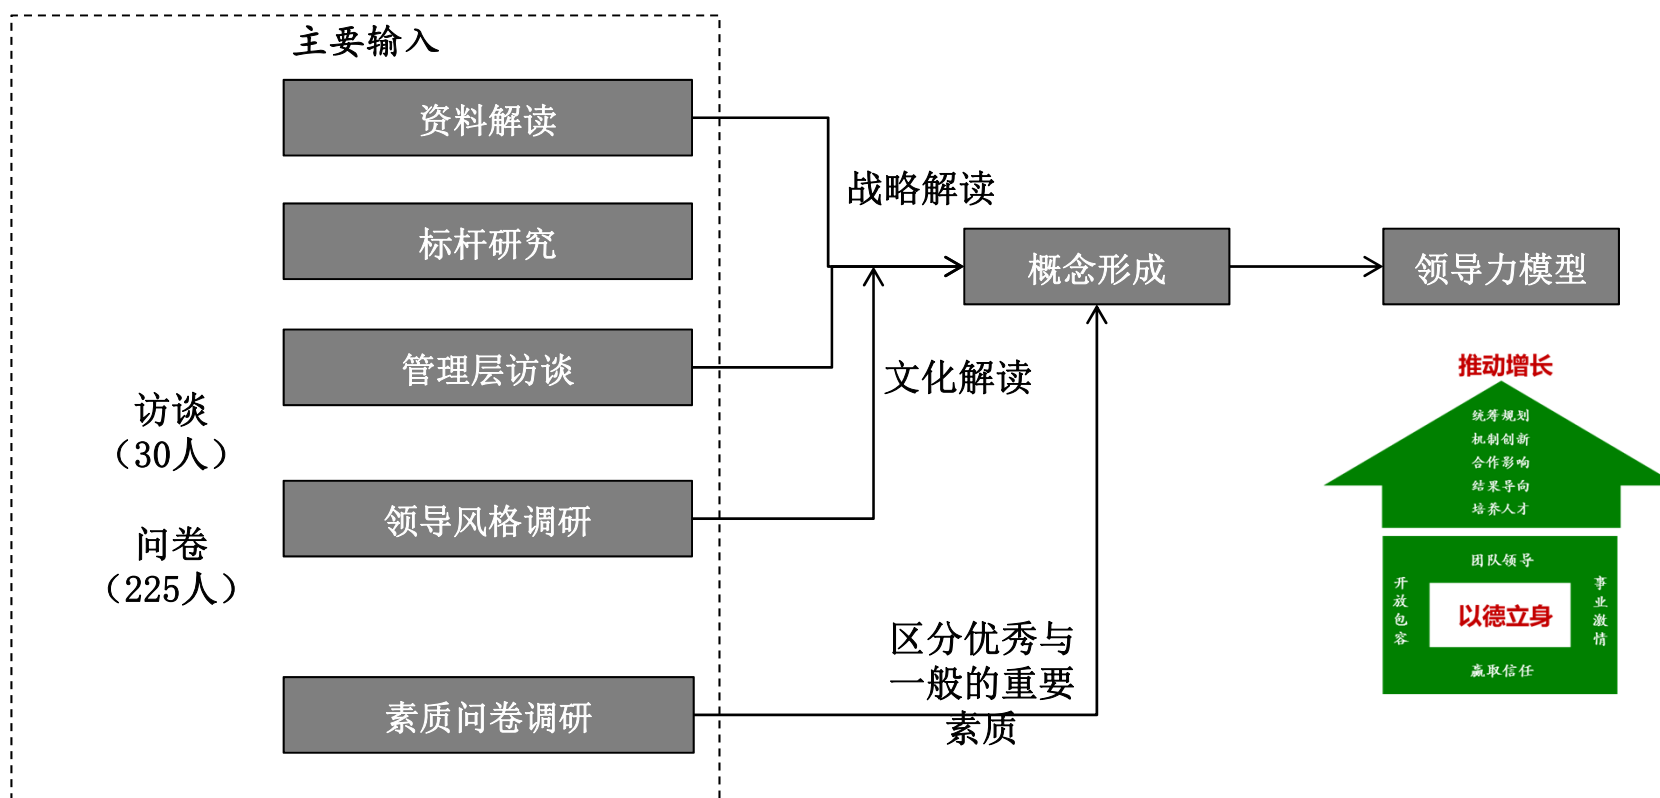 主要输入
资料解读
标杆研究
管理层访谈
领导风格调研
素质问卷调研
访谈
（30人）
问卷
（225人）
战略解读
文化解读
区分优秀与
一般的重要
素质
概念形成
领导力模型
推动增长
统筹规划
机制创新
合作影响
结果导向
培养人才
团队领导
开放包容
以德立身
事业激情
赢取信任